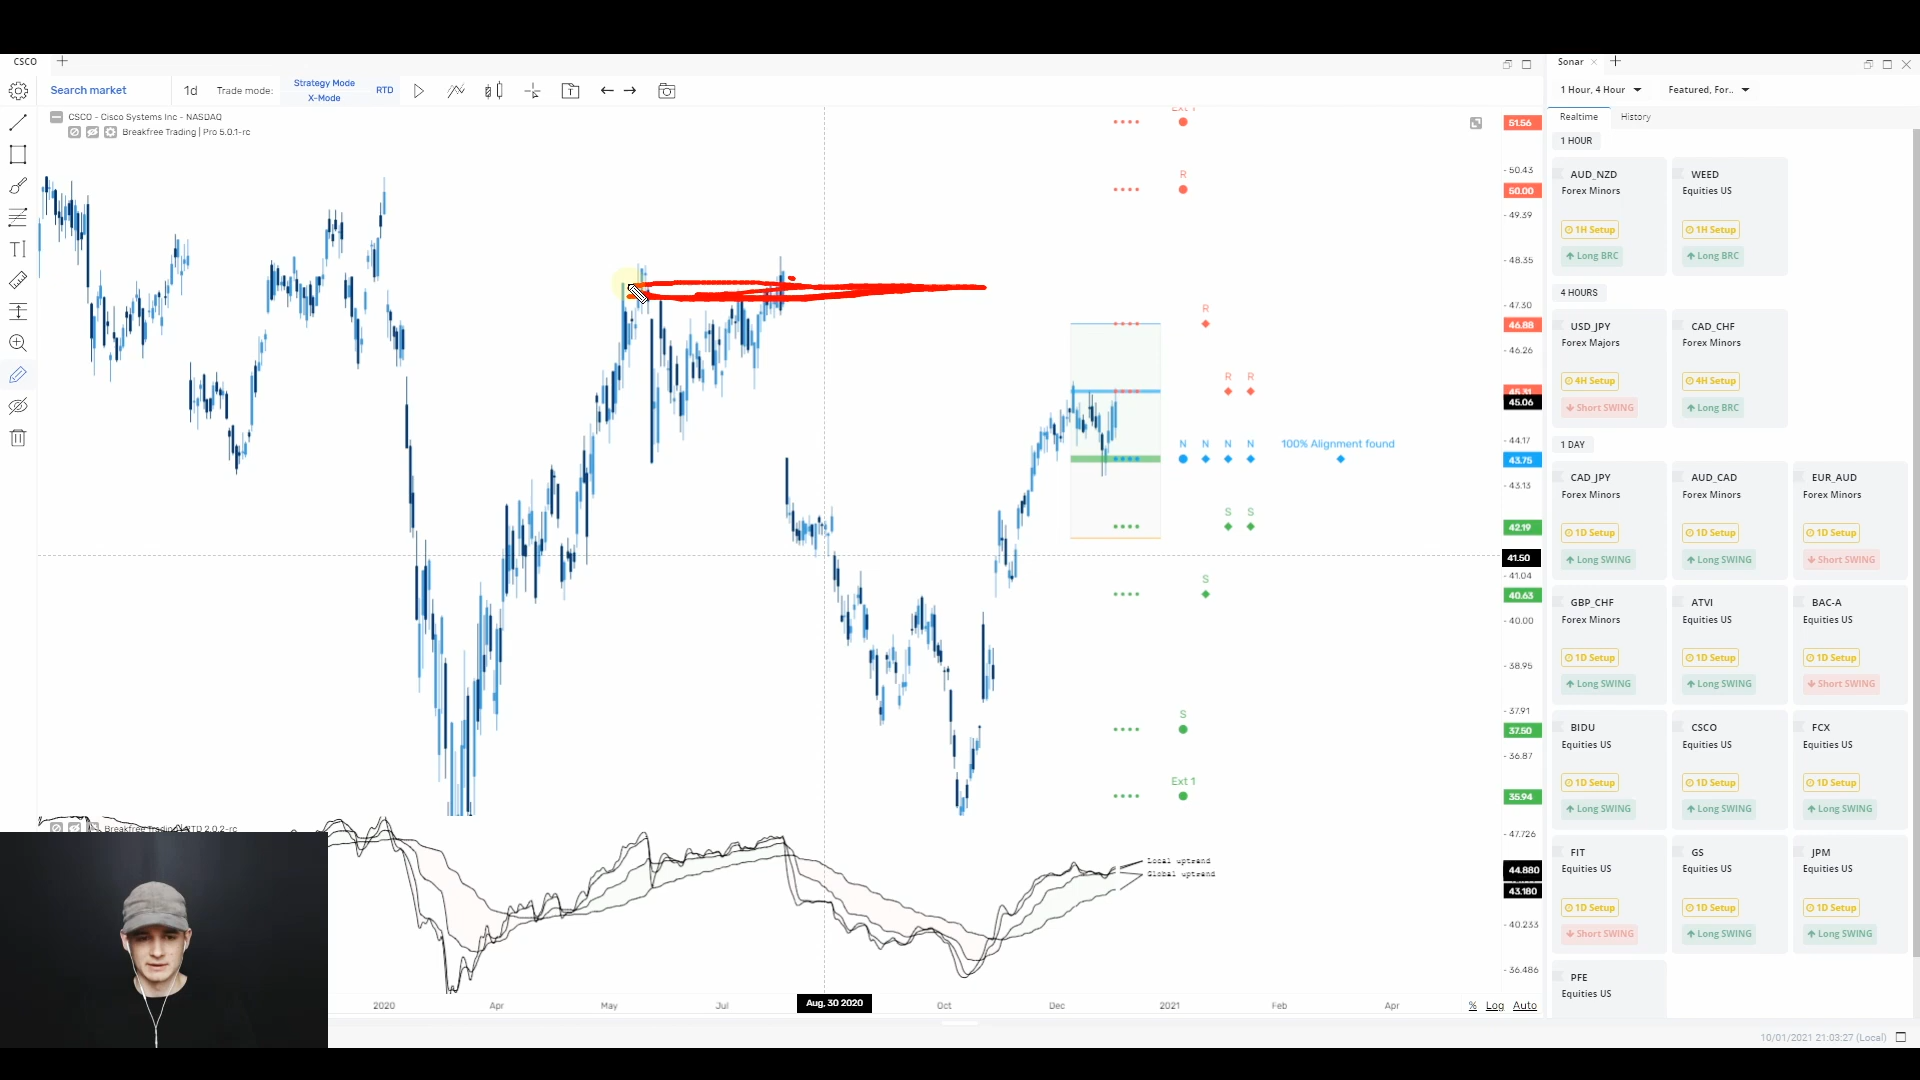 CSCO
Sonar
Search market
1d
Trade mode:
Strategy Mode
X-Mode
RTD
1 Hour, 4 Hour
Featured, For..
Realtime
History
CSCO - Cisco Systems Inc - NASDAQ
Breakfree Trading | Pro 5.0.1-rc
Ext 1
R
R
R R
N N N N
100% Alignment found
S S
S
S
Ext 1
51.56
50.43
50.00
49.39
48.35
47.30
46.88
46.26
45.31
45.06
44.17
43.75
43.13
42.19
41.50
41.04
40.63
40.00
38.95
37.91
37.50
36.87
35.94
47.726
44.880
43.180
40.233
36.486
Local uptrend
Global uptrend
2020
Apr
May
Jul
Aug, 30 2020
Oct
Dec
2021
Feb
Apr
%
Log
Auto
1 HOUR
AUD_NZD
Forex Minors
1H Setup
Long BRC
WEED
Equities US
1H Setup
Long BRC
4 HOURS
USD_JPY
Forex Majors
4H Setup
Short SWING
CAD_CHF
Forex Minors
4H Setup
Long BRC
1 DAY
CAD_JPY
Forex Minors
1D Setup
Long SWING
AUD_CAD
Forex Minors
1D Setup
Long SWING
EUR_AUD
Forex Minors
1D Setup
Short SWING
GBP_CHF
Forex Minors
1D Setup
Long SWING
ATVI
Equities US
1D Setup
Long SWING
BAC-A
Equities US
1D Setup
Short SWING
BIDU
Equities US
1D Setup
Long SWING
CSCO
Equities US
1D Setup
Long SWING
FCX
Equities US
1D Setup
Long SWING
FIT
Equities US
1D Setup
Short SWING
GS
Equities US
1D Setup
Long SWING
JPM
Equities US
1D Setup
Long SWING
PFE
Equities US
10/01/2021 21:03:27 (Local)